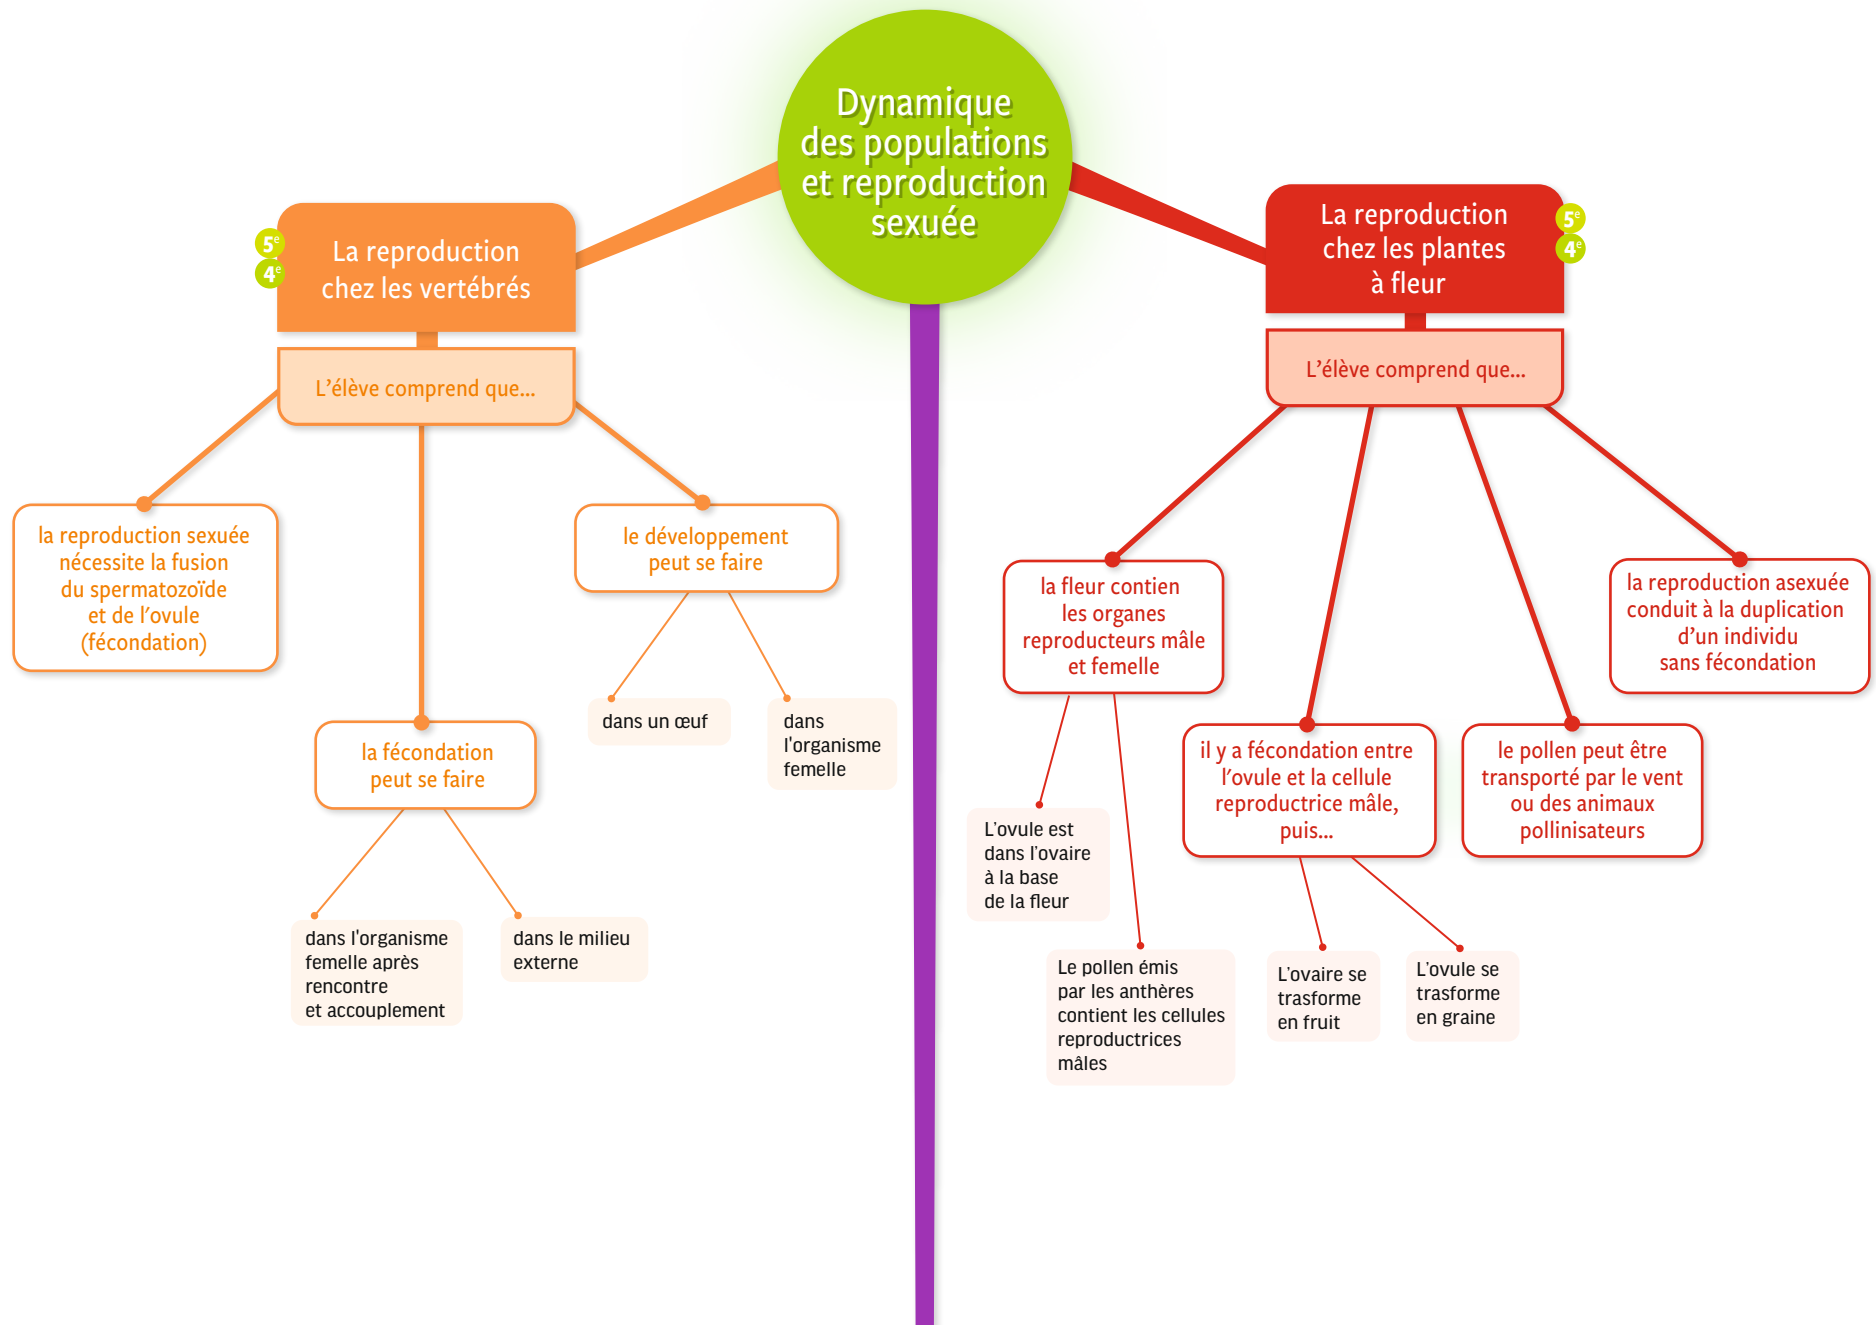 Dynamique
des populations
et reproduction
sexuée
5e
4e
La reproduction
chez les vertébrés
L’élève comprend que...
la reproduction sexuée
nécessite la fusion
du spermatozoïde
et de l’ovule
(fécondation)
la fécondation
peut se faire
dans l'organisme
femelle après
rencontre
et accouplement
dans le milieu
externe
le développement
peut se faire
dans un œuf
dans
l'organisme
femelle
La reproduction
chez les plantes
à fleur
5e
4e
L’élève comprend que...
la fleur contien
les organes
reproducteurs mâle
et femelle
L’ovule est
dans l’ovaire
à la base
de la fleur
Le pollen émis
par les anthères
contient les cellules
reproductrices
mâles
il y a fécondation entre
l’ovule et la cellule
reproductrice mâle,
puis...
L’ovaire se
trasforme
en fruit
L’ovule se
trasforme
en graine
le pollen peut être
transporté par le vent
ou des animaux
pollinisateurs
la reproduction asexuée
conduit à la duplication
d’un individu
sans fécondation